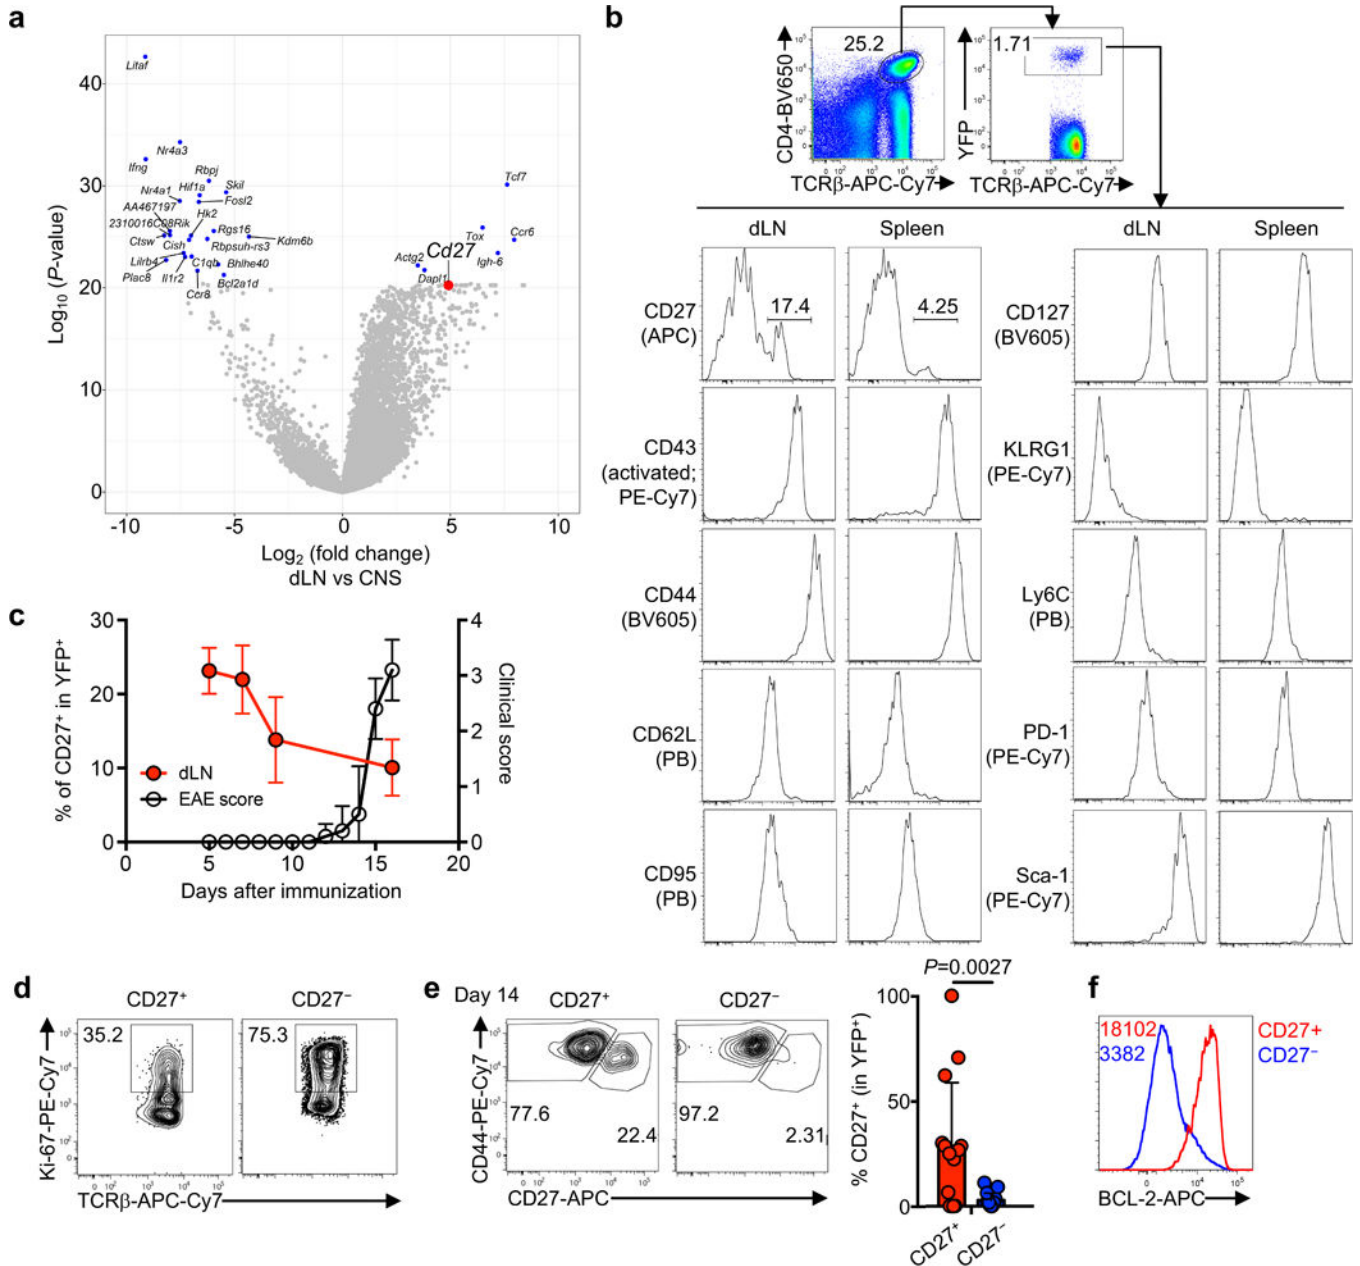 a
Litaf
Nr4a3
Ifng
Rbpj
Skil
Hif1a
Nr4a1
Fosl2
AA467197
Hk2
2310016C08Rik
Rgs16
Ctsw
Cish
Rbpsuh-rs3
Kdm6b
Lilrb4
C1qb
Bhlhe40
Plac8
Il1r2
Bcl2a1d
Ccr8
Tcf7
Tox
Ccr6
Cd27
Actg2
Igh-6
Dapl1
Log10 (P-value)
40
30
20
10
0
-10
-5
0
5
10
Log2 (fold change)
dLN vs CNS
b
25.2
CD4-BV650
TCRβ-APC-Cy7
1.71
YFP
TCRβ-APC-Cy7
dLN
Spleen
dLN
Spleen
CD27
(APC)
17.4
4.25
CD127
(BV605)
CD43
(activated;
PE-Cy7)
KLRG1
(PE-Cy7)
CD44
(BV605)
Ly6C
(PB)
CD62L
(PB)
PD-1
(PE-Cy7)
CD95
(PB)
Sca-1
(PE-Cy7)
c
% of CD27⁺ in YFP⁺
30
20
10
0
dLN
EAE score
4
3
2
1
0
Clinical score
0
5
10
15
20
Days after immunization
d
CD27⁺
CD27⁻
35.2
75.3
Ki-67-PE-Cy7
TCRβ-APC-Cy7
e
Day 14
CD27⁺
CD27⁻
77.6
22.4
97.2
2.31
CD44-PE-Cy7
CD27-APC
P=0.0027
% CD27⁺ (in YFP⁺)
100
50
0
CD27⁺
CD27⁻
f
18102
3382
CD27+
CD27⁻
BCL-2-APC